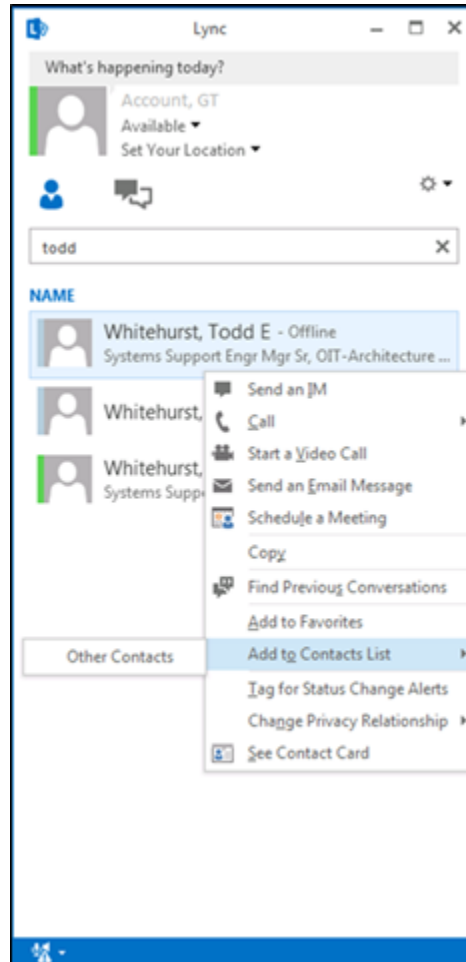 Lync
What's happening today?
Account, GT
Available
Set Your Location
todd
NAME
Whitehurst, Todd E - Offline
Systems Support Engr Mgr Sr, OIT-Architecture ...
Whitehurst,
Whitehurst,
Systems Supp
Send an IM
Call
Start a Video Call
Send an Email Message
Schedule a Meeting
Copy
Find Previous Conversations
Add to Favorites
Other Contacts
Add to Contacts List
Tag for Status Change Alerts
Change Privacy Relationship
See Contact Card